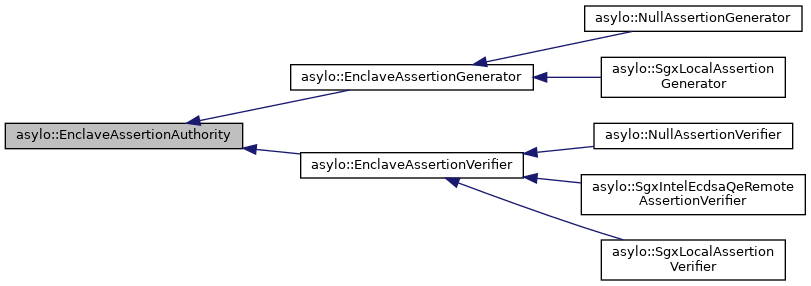 asylo::NullAssertionGenerator
asylo::EnclaveAssertionGenerator
asylo::SgxLocalAssertion
Generator
asylo::EnclaveAssertionAuthority
asylo::NullAssertionVerifier
asylo::EnclaveAssertionVerifier
asylo::SgxIntelEcdsaQeRemote
AssertionVerifier
asylo::SgxLocalAssertion
Verifier